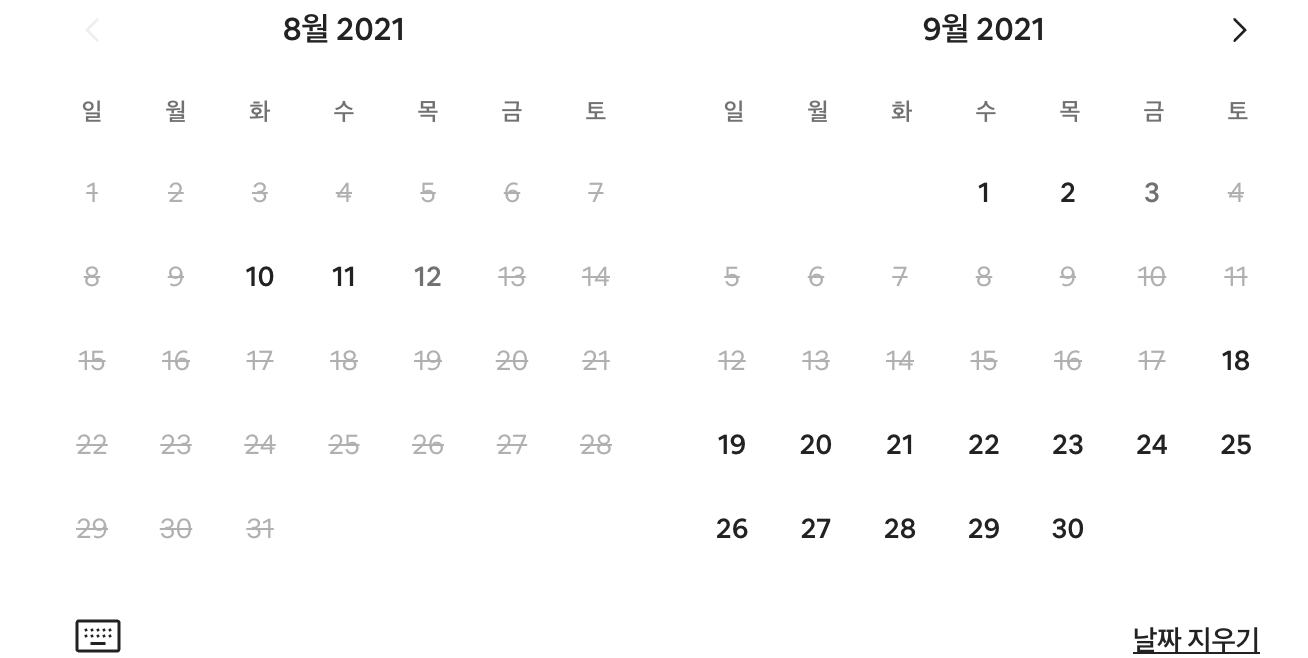 8월 2021 9월 2021
일 월 화 수 목 금 토 일 월 화 수 목 금 토
1 2 3 4 5 6 7 1 2 3 4
8 9 10 11 12 13 14 5 6 7 8 9 10 11
15 16 17 18 19 20 21 12 13 14 15 16 17 18
22 23 24 25 26 27 28 19 20 21 22 23 24 25
29 30 31 26 27 28 29 30
날짜 지우기